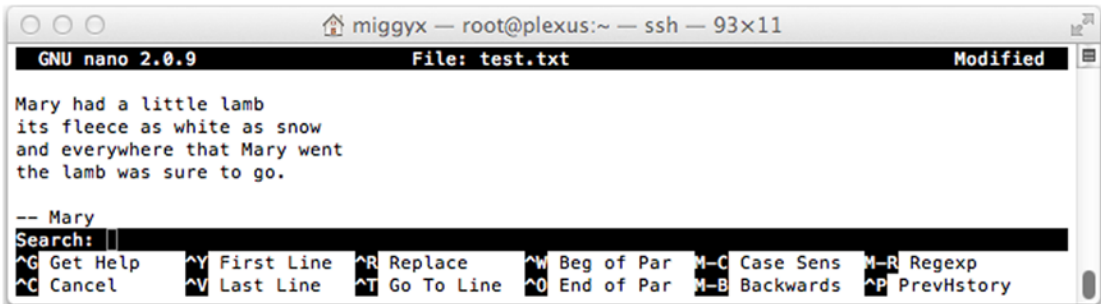 miggyx — root@plexus:~ — ssh — 93×11
GNU nano 2.0.9 File: test.txt Modified
Mary had a little lamb
its fleece as white as snow
and everywhere that Mary went
the lamb was sure to go.
-- Mary
Search:
^G Get Help ^Y First Line ^R Replace ^W Beg of Par M-C Case Sens M-R Regexp
^C Cancel ^V Last Line ^T Go To Line ^O End of Par M-B Backwards ^P PrevHstory